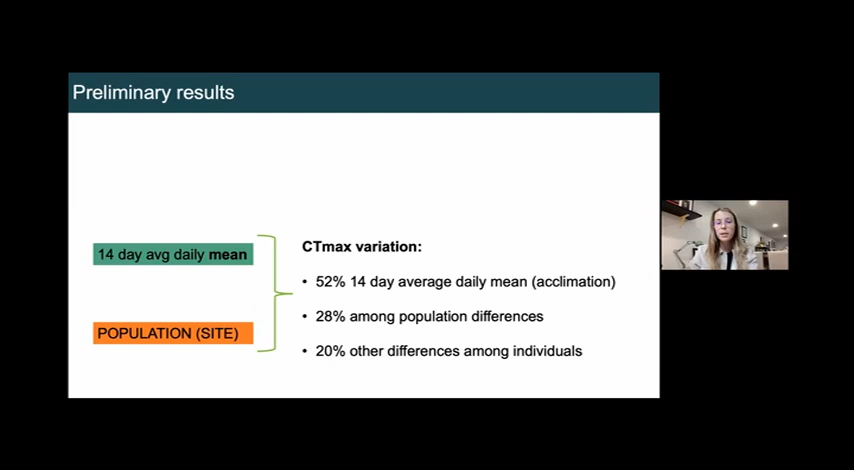 Preliminary results
14 day avg daily mean
POPULATION (SITE)
CTmax variation:
• 52% 14 day average daily mean (acclimation)
• 28% among population differences
• 20% other differences among individuals